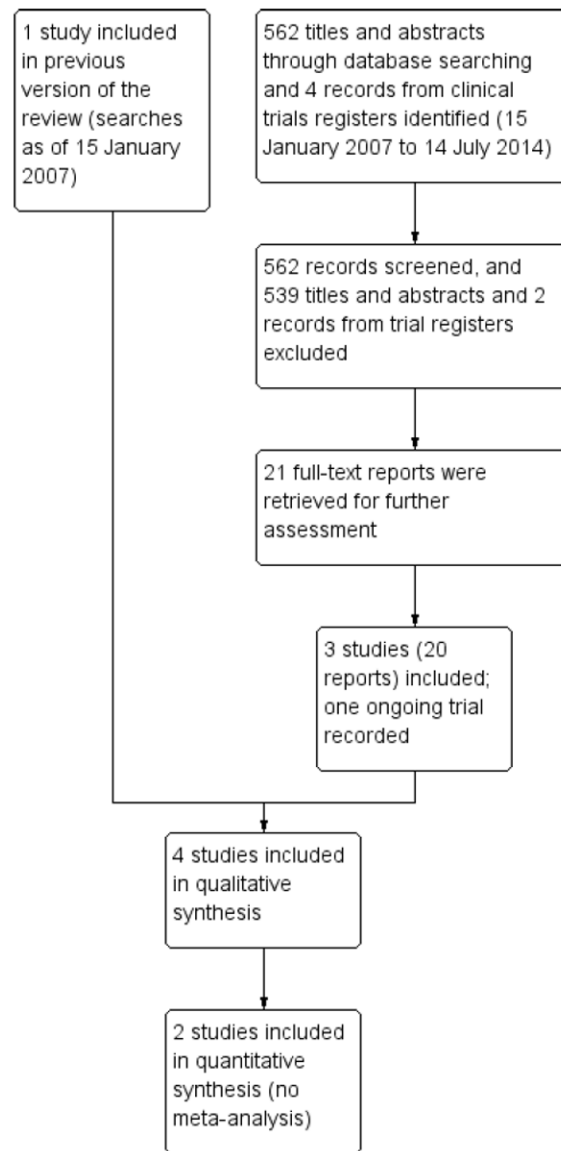 1 study included
in previous
version of the
review (searches
as of 15 January
2007)
562 titles and abstracts
through database searching
and 4 records from clinical
trials registers identified (15
January 2007 to 14 July 2014)
562 records screened, and
539 titles and abstracts and 2
records from trial registers
excluded
21 full-text reports were
retrieved for further
assessment
3 studies (20
reports) included;
one ongoing trial
recorded
4 studies included
in qualitative
synthesis
2 studies included
in quantitative
synthesis (no
meta-analysis)